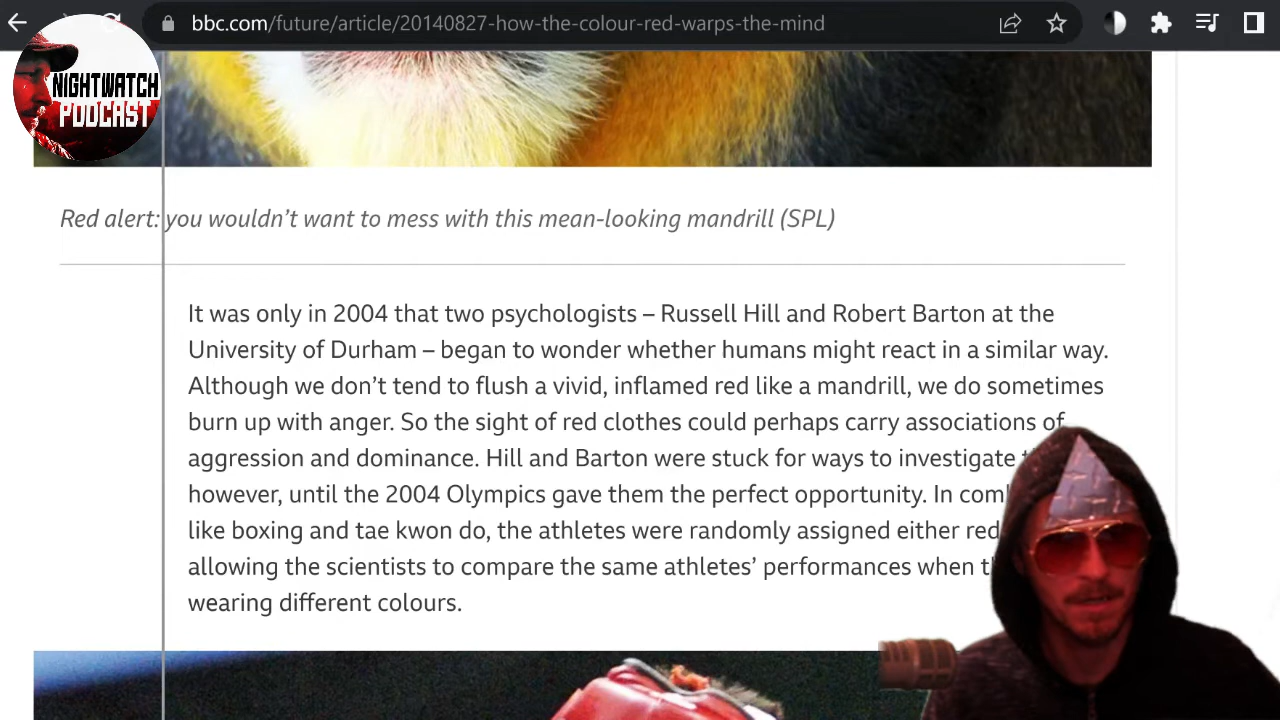 bbc.com/future/article/20140827-how-the-colour-red-warps-the-mind
NIGHTWATCH
PODCAST
Red alert: you wouldn’t want to mess with this mean-looking mandrill (SPL)
It was only in 2004 that two psychologists – Russell Hill and Robert Barton at the
University of Durham – began to wonder whether humans might react in a similar way.
Although we don’t tend to flush a vivid, inflamed red like a mandrill, we do sometimes
burn up with anger. So the sight of red clothes could perhaps carry associations of
aggression and dominance. Hill and Barton were stuck for ways to investigate
however, until the 2004 Olympics gave them the perfect opportunity. In
like boxing and tae kwon do, the athletes were randomly assigned either red
allowing the scientists to compare the same athletes’ performances when
wearing different colours.